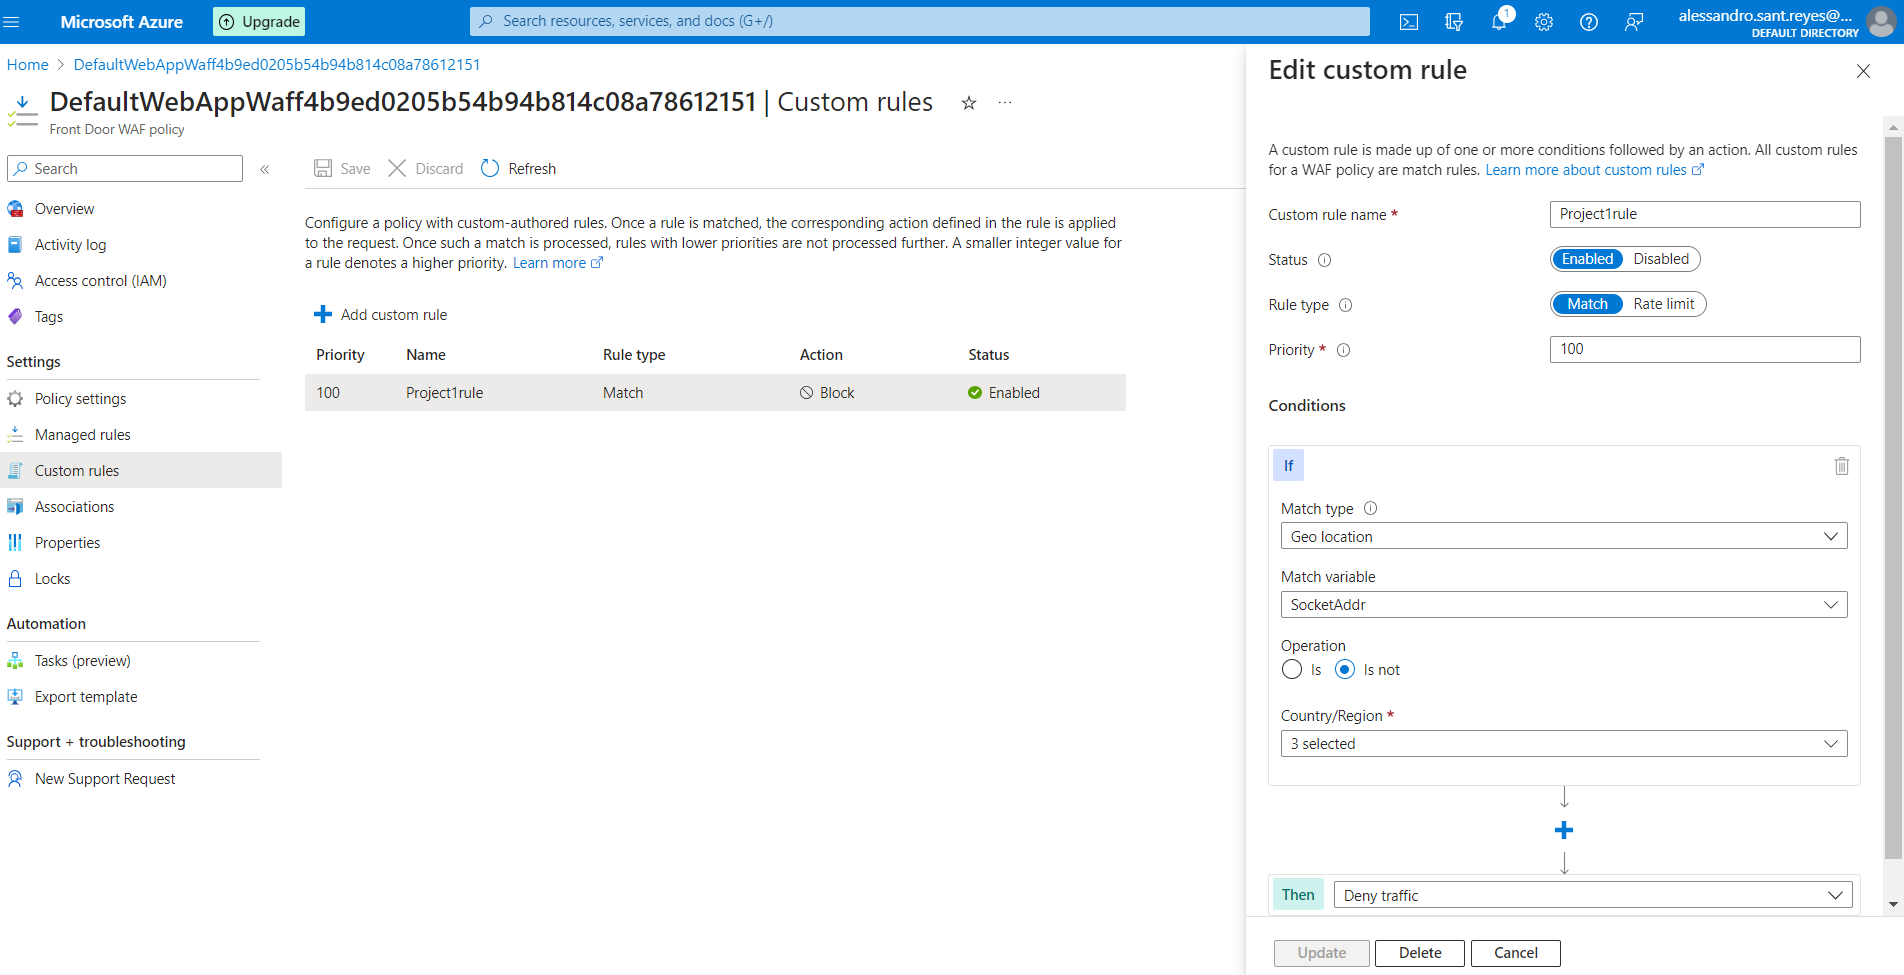 Microsoft Azure
Upgrade
Search resources, services, and docs (G+/)
1
alessandro.sant.reyes@...
DEFAULT DIRECTORY
Home > DefaultWebAppWaff4b9ed0205b54b94b814c08a78612151
DefaultWebAppWaff4b9ed0205b54b94b814c08a78612151 | Custom rules
Front Door WAF policy
Search
Overview
Activity log
Access control (IAM)
Tags
Settings
Policy settings
Managed rules
Custom rules
Associations
Properties
Locks
Automation
Tasks (preview)
Export template
Support + troubleshooting
New Support Request
Save Discard Refresh
Configure a policy with custom-authored rules. Once a rule is matched, the corresponding action defined in the rule is applied
to the request. Once such a match is processed, rules with lower priorities are not processed further. A smaller integer value for
a rule denotes a higher priority. Learn more
Add custom rule
Priority Name Rule type Action Status
100 Project1rule Match Block Enabled
Edit custom rule
A custom rule is made up of one or more conditions followed by an action. All custom rules
for a WAF policy are match rules. Learn more about custom rules
Custom rule name * Project1rule
Status Enabled Disabled
Rule type Match Rate limit
Priority * 100
Conditions
If
Match type
Geo location
Match variable
SocketAddr
Operation
Is Is not
Country/Region *
3 selected
Then Deny traffic
Update Delete Cancel